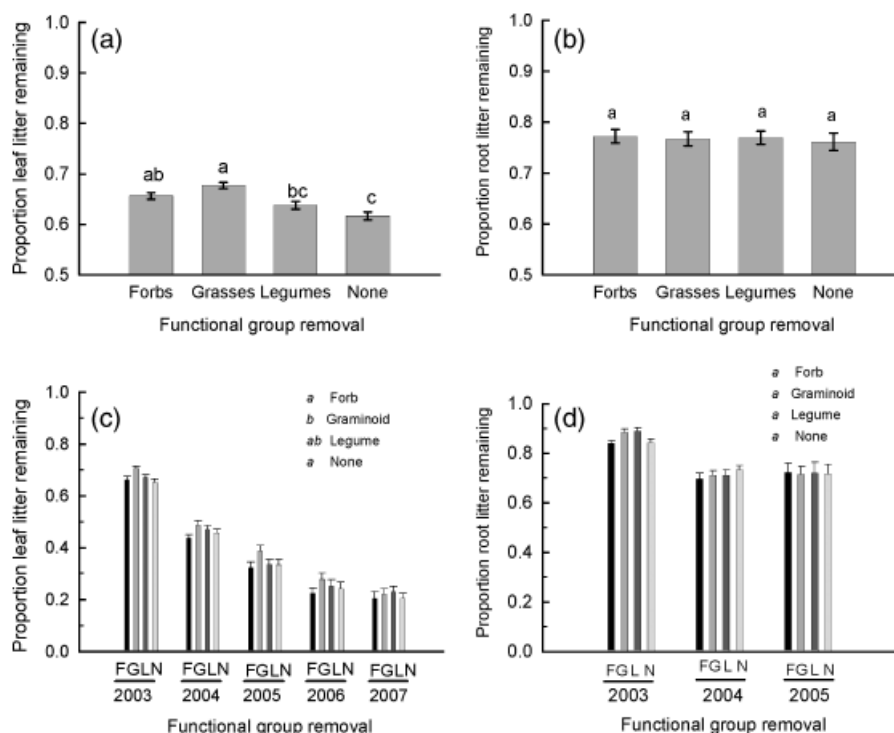 (a)
Proportion leaf litter remaining
1.0
0.9
0.8
0.7
0.6
0.5
ab
a
bc
c
Forbs Grasses Legumes None
Functional group removal
(b)
Proportion root litter remaining
1.0
0.9
0.8
0.7
0.6
0.5
a
a
a
a
Forbs Grasses Legumes None
Functional group removal
(c)
Proportion leaf litter remaining
1.0
0.8
0.6
0.4
0.2
0.0
a Forb
b Graminoid
ab Legume
a None
FGLN FGLN FGLN FGLN FGLN
2003 2004 2005 2006 2007
Functional group removal
(d)
Proportion root litter remaining
1.0
0.8
0.6
0.4
0.2
0.0
a Forb
a Graminoid
a Legume
a None
FGL N FGL N FGL N
2003 2004 2005
Functional group removal